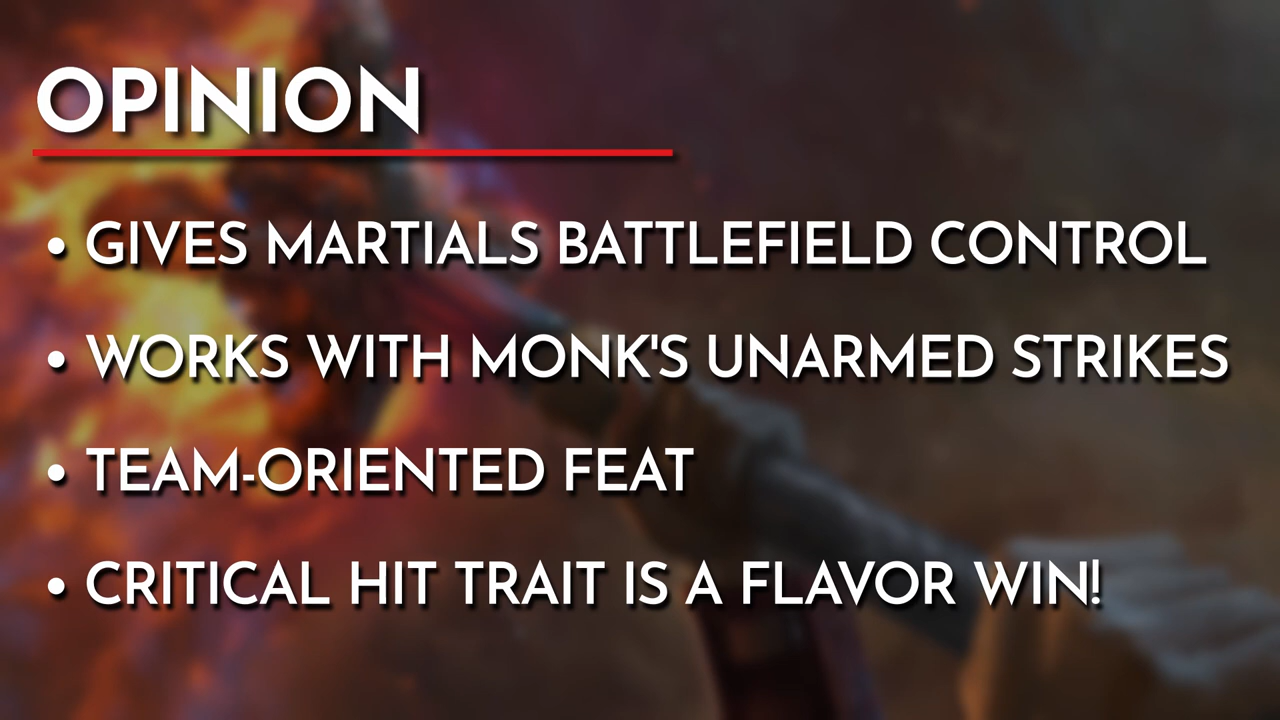 OPINION
• GIVES MARTIALS BATTLEFIELD CONTROL
• WORKS WITH MONK'S UNARMED STRIKES
• TEAM-ORIENTED FEAT
• CRITICAL HIT TRAIT IS A FLAVOR WIN!